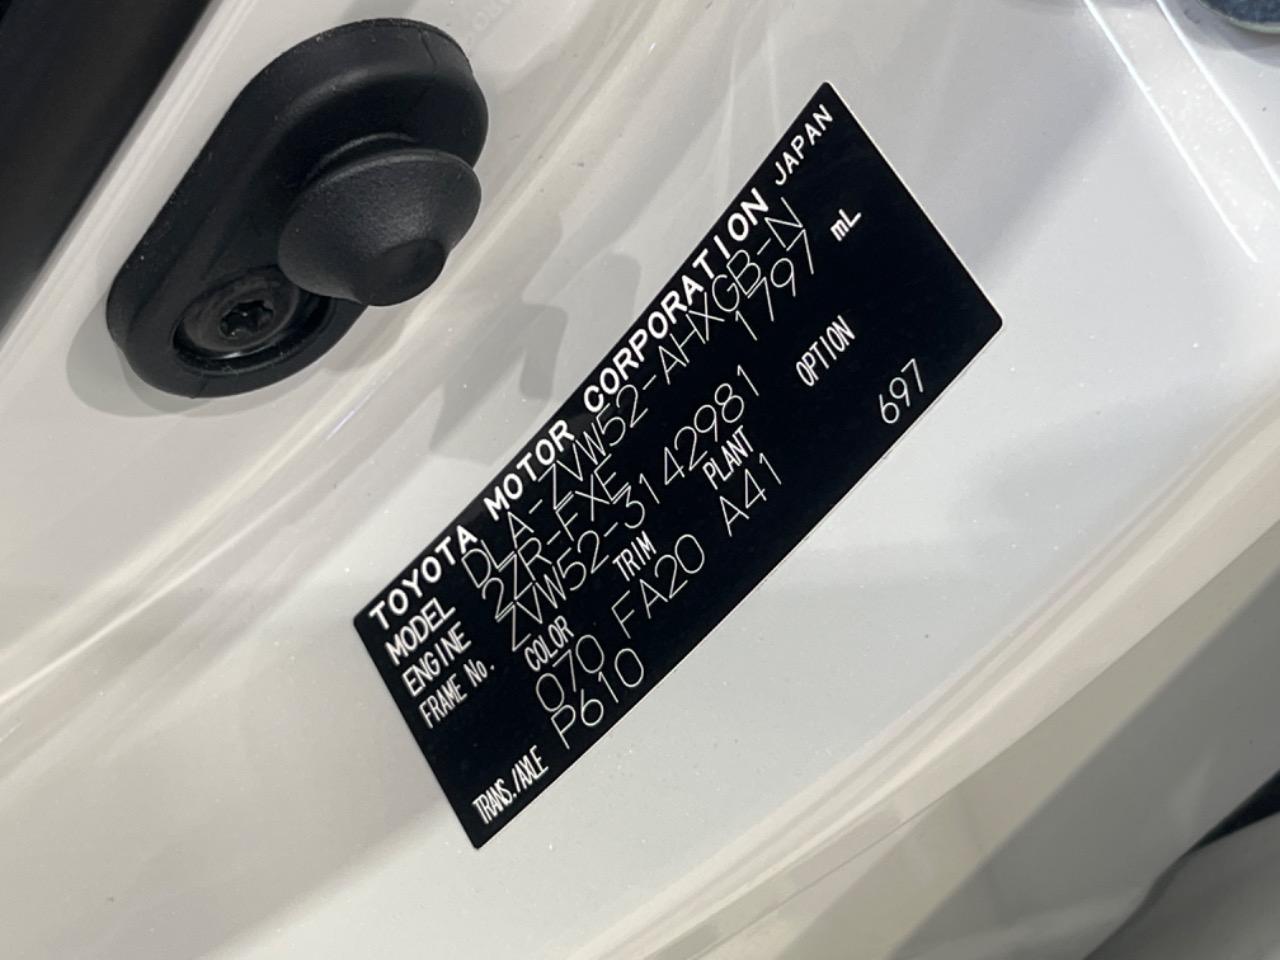 TOYOTA MOTOR CORPORATION JAPAN
MODEL DLA-ZVW52-AHXGB-N
ENGINE 2ZR-FXE 1797 mL
FRAME No. ZVW52-3142981
COLOR TRIM PLANT OPTION
070 FA20 A41 697
TRANS./AXLE P610